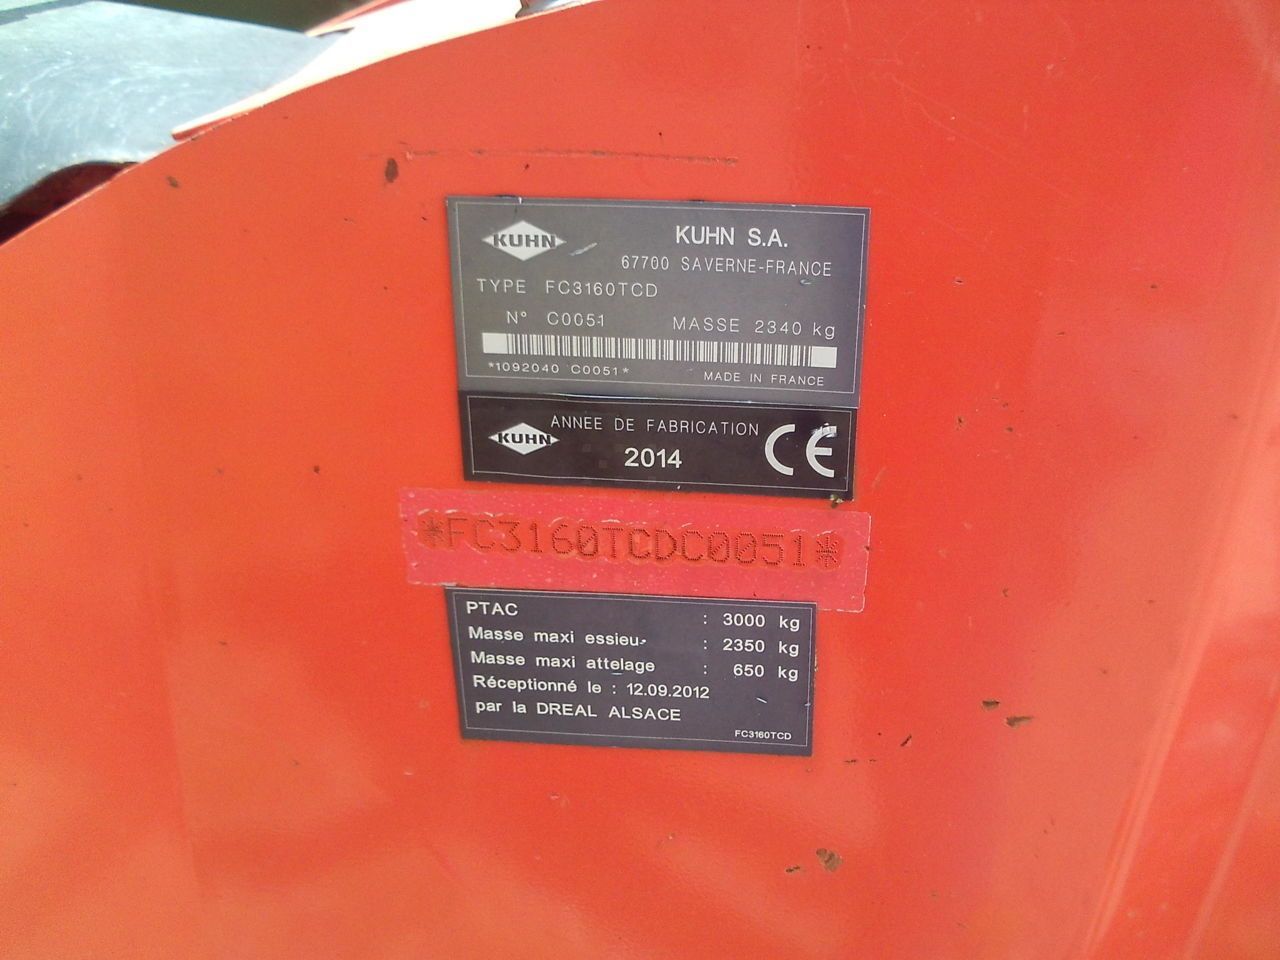 KUHN
KUHN S.A.
67700 SAVERNE-FRANCE
TYPE FC3160TCD
N° C0051 MASSE 2340 kg
*1092040 C0051* MADE IN FRANCE
KUHN
ANNEE DE FABRICATION
2014
CE
*FC3160TCDC0051*
PTAC : 3000 kg
Masse maxi essieu : 2350 kg
Masse maxi attelage : 650 kg
Réceptionné le : 12.09.2012
par la DREAL ALSACE
FC3160TCD